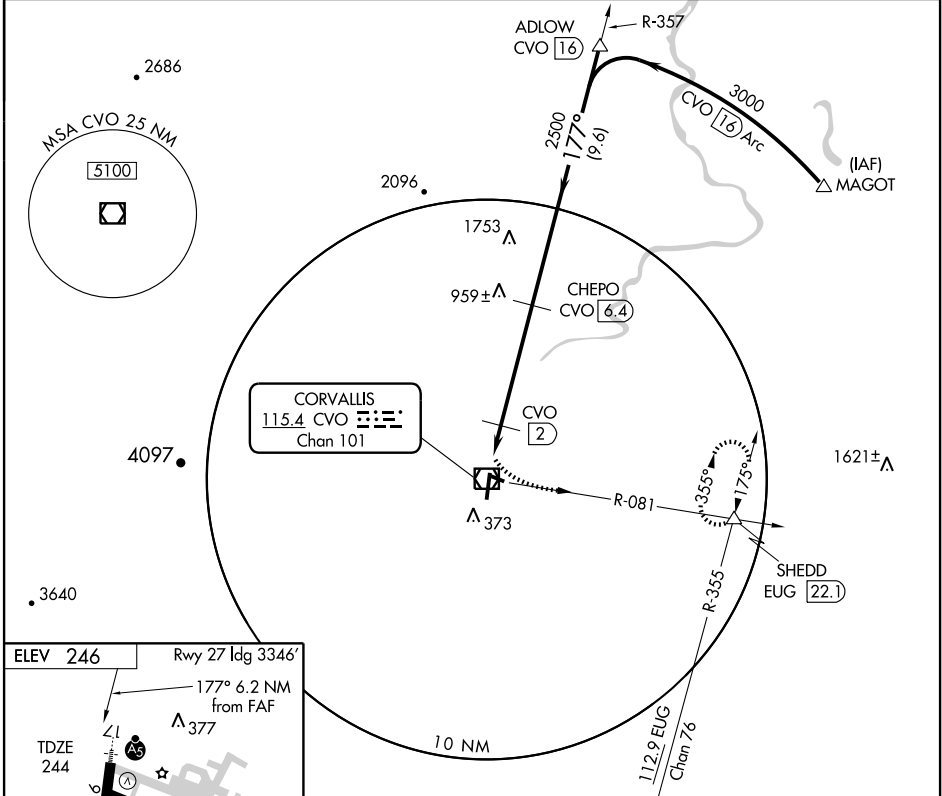 ADLOW
CVO 16
R-357
2686
MSA CVO 25 NM
5100
2500
177°
(9.6)
3000
CVO 16 Arc
(IAF)
MAGOT
2096
1753
959±
CHEPO
CVO 6.4
CORVALLIS
115.4 CVO
Chan 101
CVO
2
4097
1621±
355°
175°
R-081
373
SHEDD
EUG 22.1
R-355
3640
ELEV 246
Rwy 27 ldg 3346'
177° 6.2 NM
from FAF
377
17
A5
TDZE
244
V
9
10 NM
112.9 EUG
Chan 76